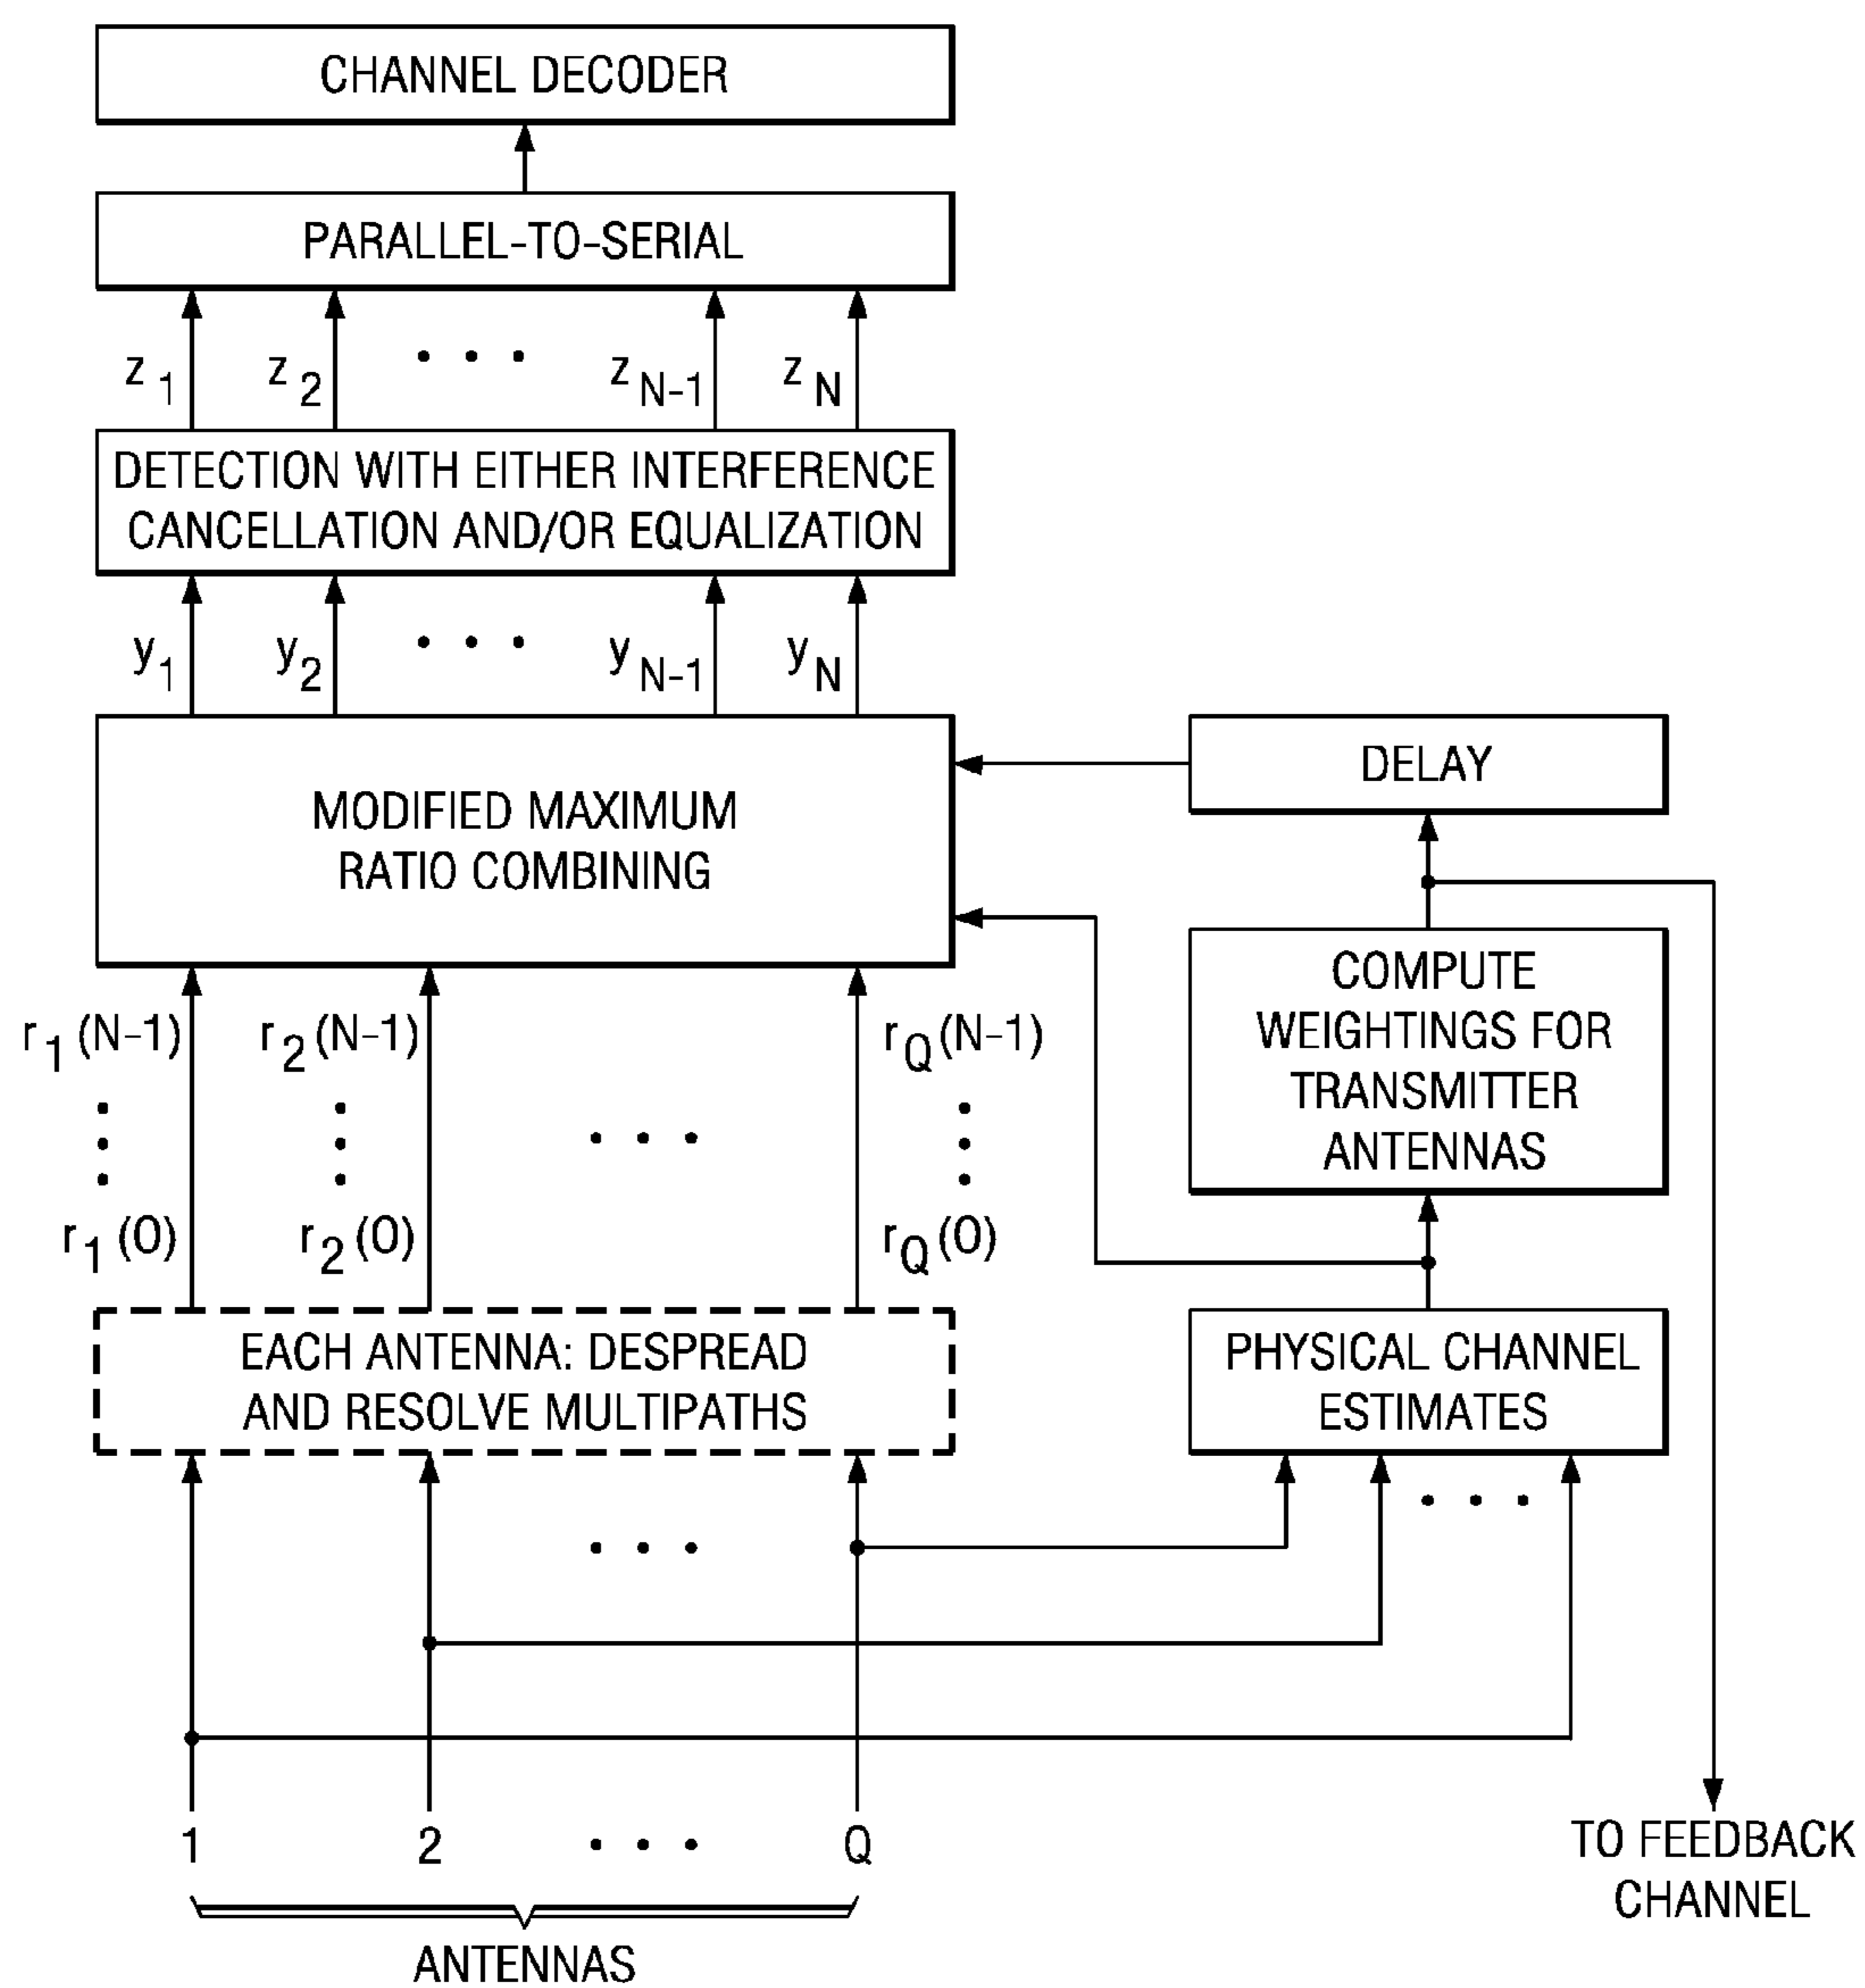 CHANNEL DECODER
PARALLEL-TO-SERIAL
z1 z2 • • • zN-1 zN
DETECTION WITH EITHER INTERFERENCE
CANCELLATION AND/OR EQUALIZATION
y1 y2 • • • yN-1 yN
MODIFIED MAXIMUM
RATIO COMBINING
DELAY
COMPUTE
WEIGHTINGS FOR
TRANSMITTER
ANTENNAS
r1(N-1) r2(N-1) rQ(N-1)
• • •
r1(0) r2(0) rQ(0)
EACH ANTENNA: DESPREAD
AND RESOLVE MULTIPATHS
PHYSICAL CHANNEL
ESTIMATES
1 2 • • • Q
ANTENNAS
TO FEEDBACK
CHANNEL